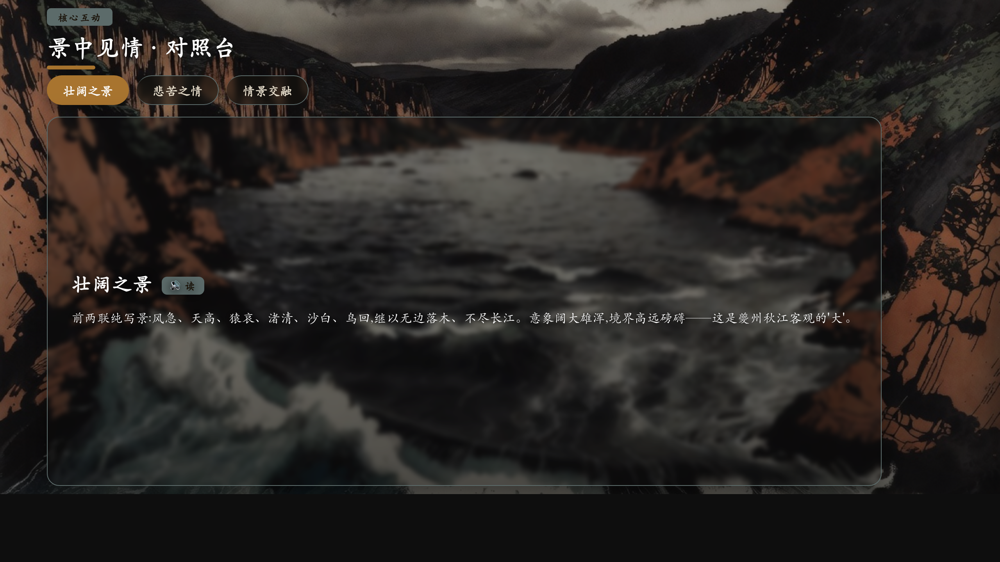 核心互动
景中见情·对照台
壮阔之景
悲苦之情
情景交融
壮阔之景
🔊 读
前两联纯写景:风急、天高、猿哀、渚清、沙白、鸟回,继以无边落木、不尽长江。意象阔大雄浑,境界高远磅礴——这是夔州秋江客观的'大'。